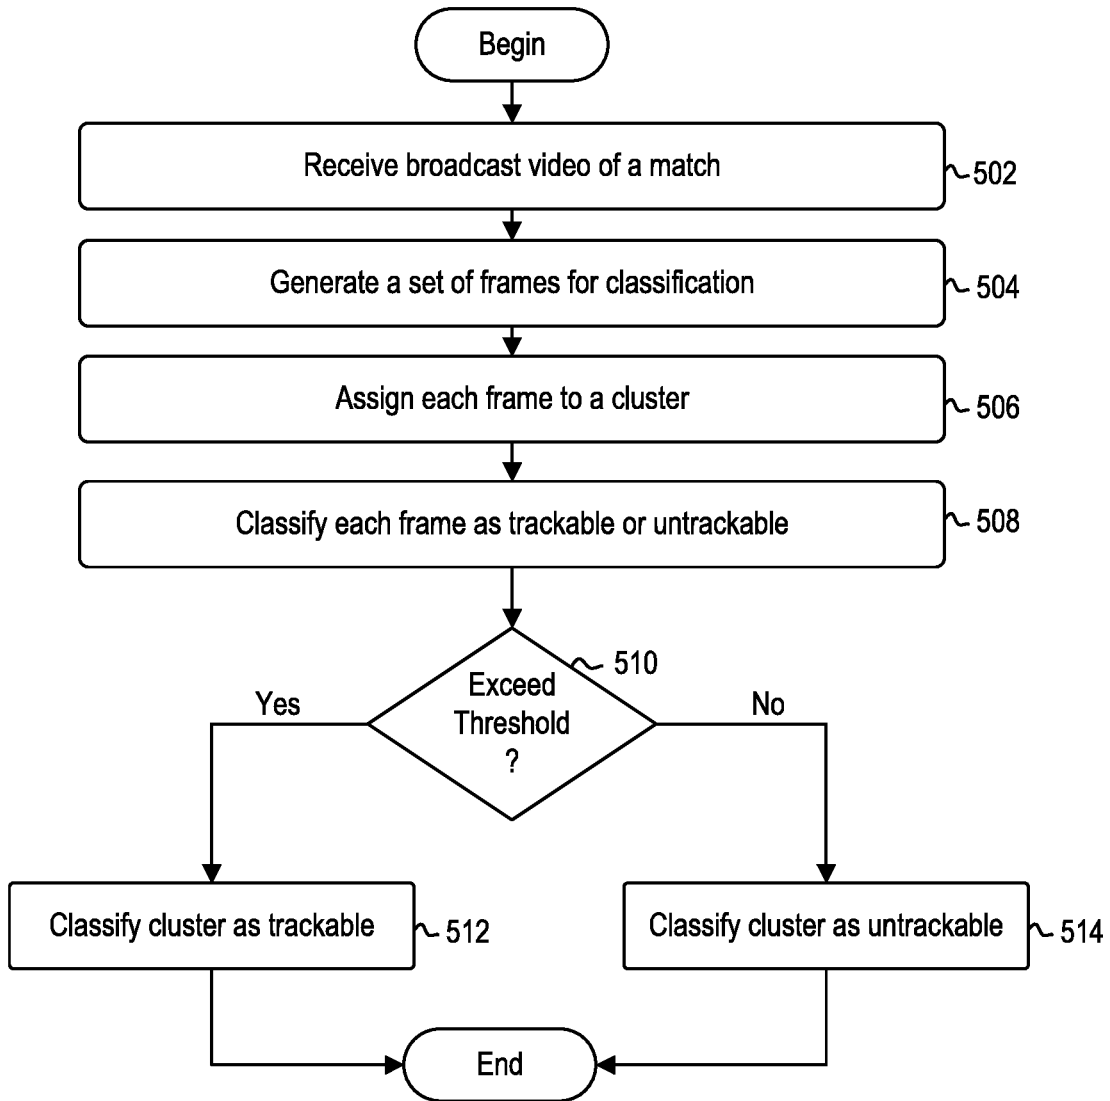 Begin
Receive broadcast video of a match
502
Generate a set of frames for classification
504
Assign each frame to a cluster
506
Classify each frame as trackable or untrackable
508
510
Exceed
Threshold
?
Yes
No
Classify cluster as trackable
512
Classify cluster as untrackable
514
End